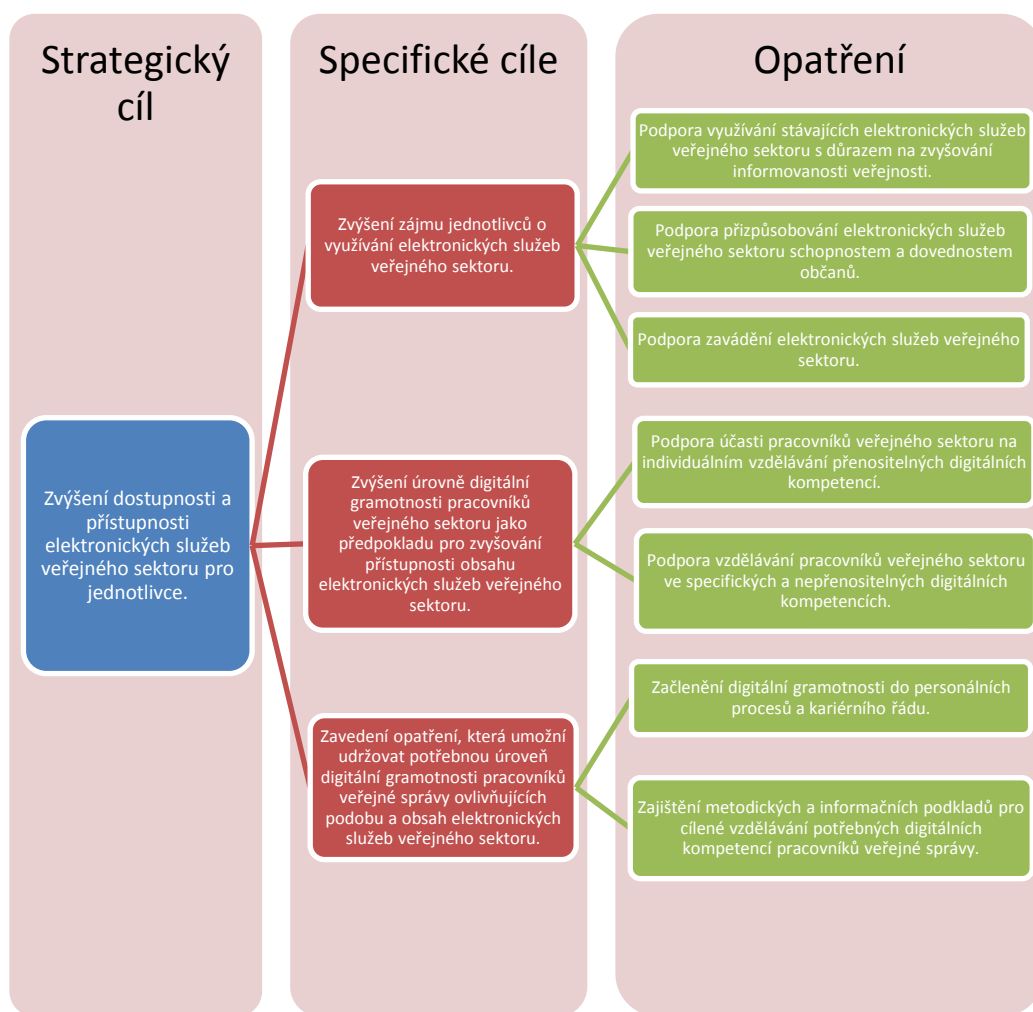 Strategický
cíl
Specifické cíle
Opatření
Zvýšení dostupnosti a
přístupnosti
elektronických služeb
veřejného sektoru pro
jednotlivce.
Zvýšení zájmu jednotlivců o
využívání elektronických služeb
veřejného sektoru.
Podpora využívání stávajících elektronických služeb
veřejného sektoru s důrazem na zvyšování
informovanosti veřejnosti.
Podpora přizpůsobování elektronických služeb
veřejného sektoru schopnostem a dovednostem
občanů.
Podpora zavádění elektronických služeb veřejného
sektoru.
Zvýšení úrovně digitální
gramotnosti pracovníků
veřejného sektoru jako
předpokladu pro zvyšování
přístupnosti obsahu
elektronických služeb veřejného
sektoru.
Podpora účasti pracovníků veřejného sektoru na
individuálním vzdělávání přenositelných digitálních
kompetencí.
Podpora vzdělávání pracovníků veřejného sektoru
ve specifických a nepřenositelných digitálních
kompetencích.
Zavedení opatření, která umožní
udržovat potřebnou úroveň
digitální gramotnosti pracovníků
veřejné správy ovlivňujících
podobu a obsah elektronických
služeb veřejného sektoru.
Začlenění digitální gramotnosti do personálních
procesů a kariérního řádu.
Zajištění metodických a informačních podkladů pro
cílené vzdělávání potřebných digitálních
kompetencí pracovníků veřejné správy.